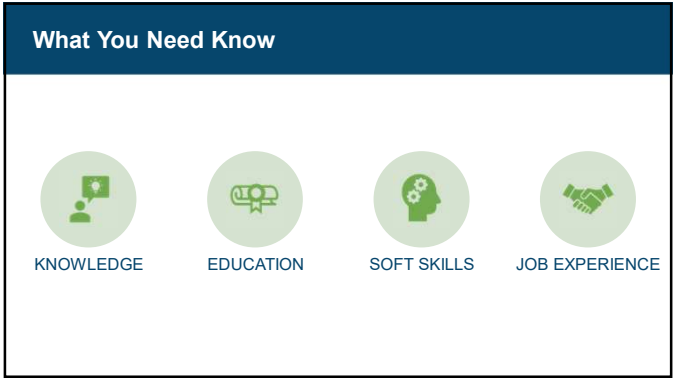 What You Need Know
KNOWLEDGE
EDUCATION
SOFT SKILLS
JOB EXPERIENCE